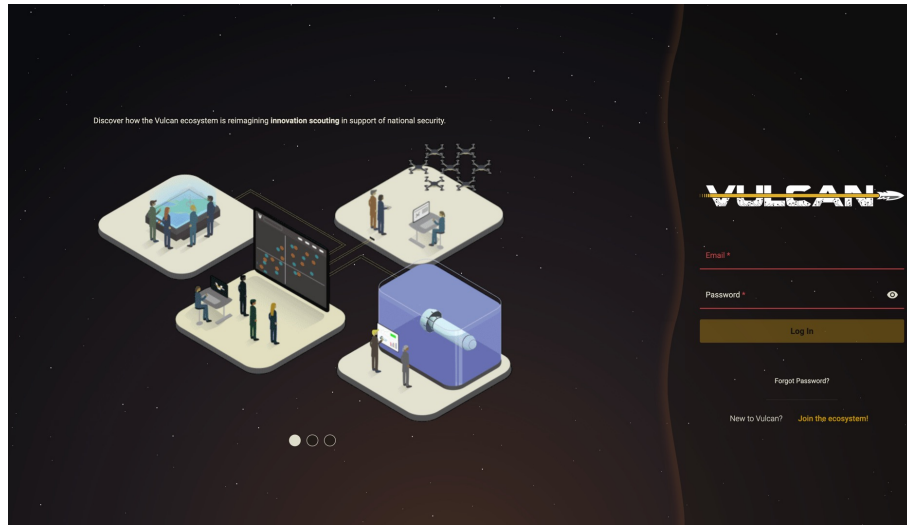 Discover how the Vulcan ecosystem is reimagining innovation scouting in support of national security.
VULCAN
Email *
Password *
Log In
Forgot Password?
New to Vulcan? Join the ecosystem!